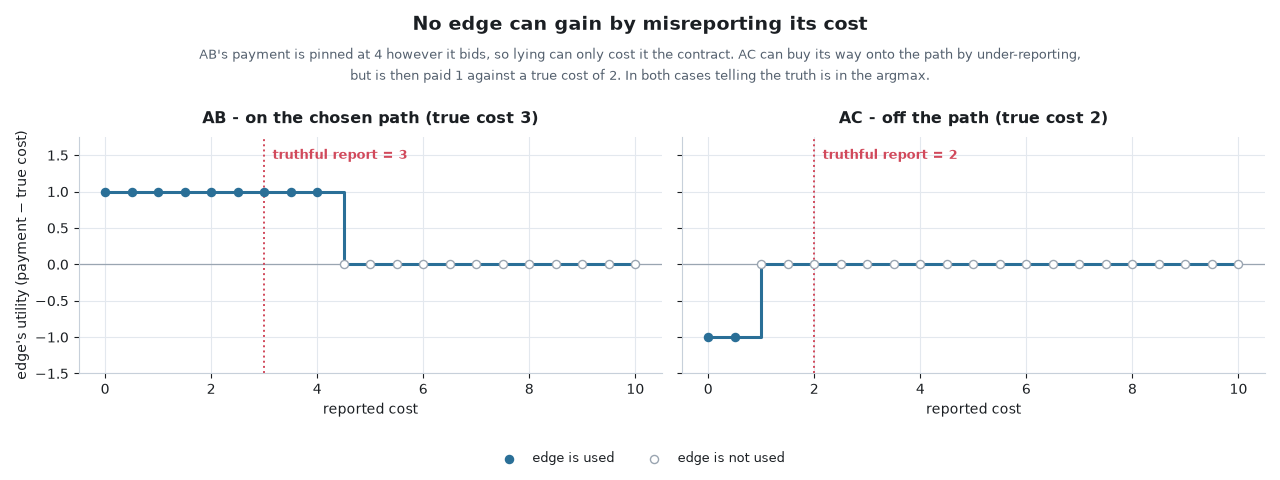 No edge can gain by misreporting its cost
AB's payment is pinned at 4 however it bids, so lying can only cost it the contract. AC can buy its way onto the path by under-reporting,
but is then paid 1 against a true cost of 2. In both cases telling the truth is in the argmax.
AB - on the chosen path (true cost 3)
edge's utility (payment − true cost)
1.5
1.0
0.5
0.0
−0.5
−1.0
−1.5
truthful report = 3
0 2 4 6 8 10
reported cost
AC - off the path (true cost 2)
truthful report = 2
0 2 4 6 8 10
reported cost
edge is used
edge is not used